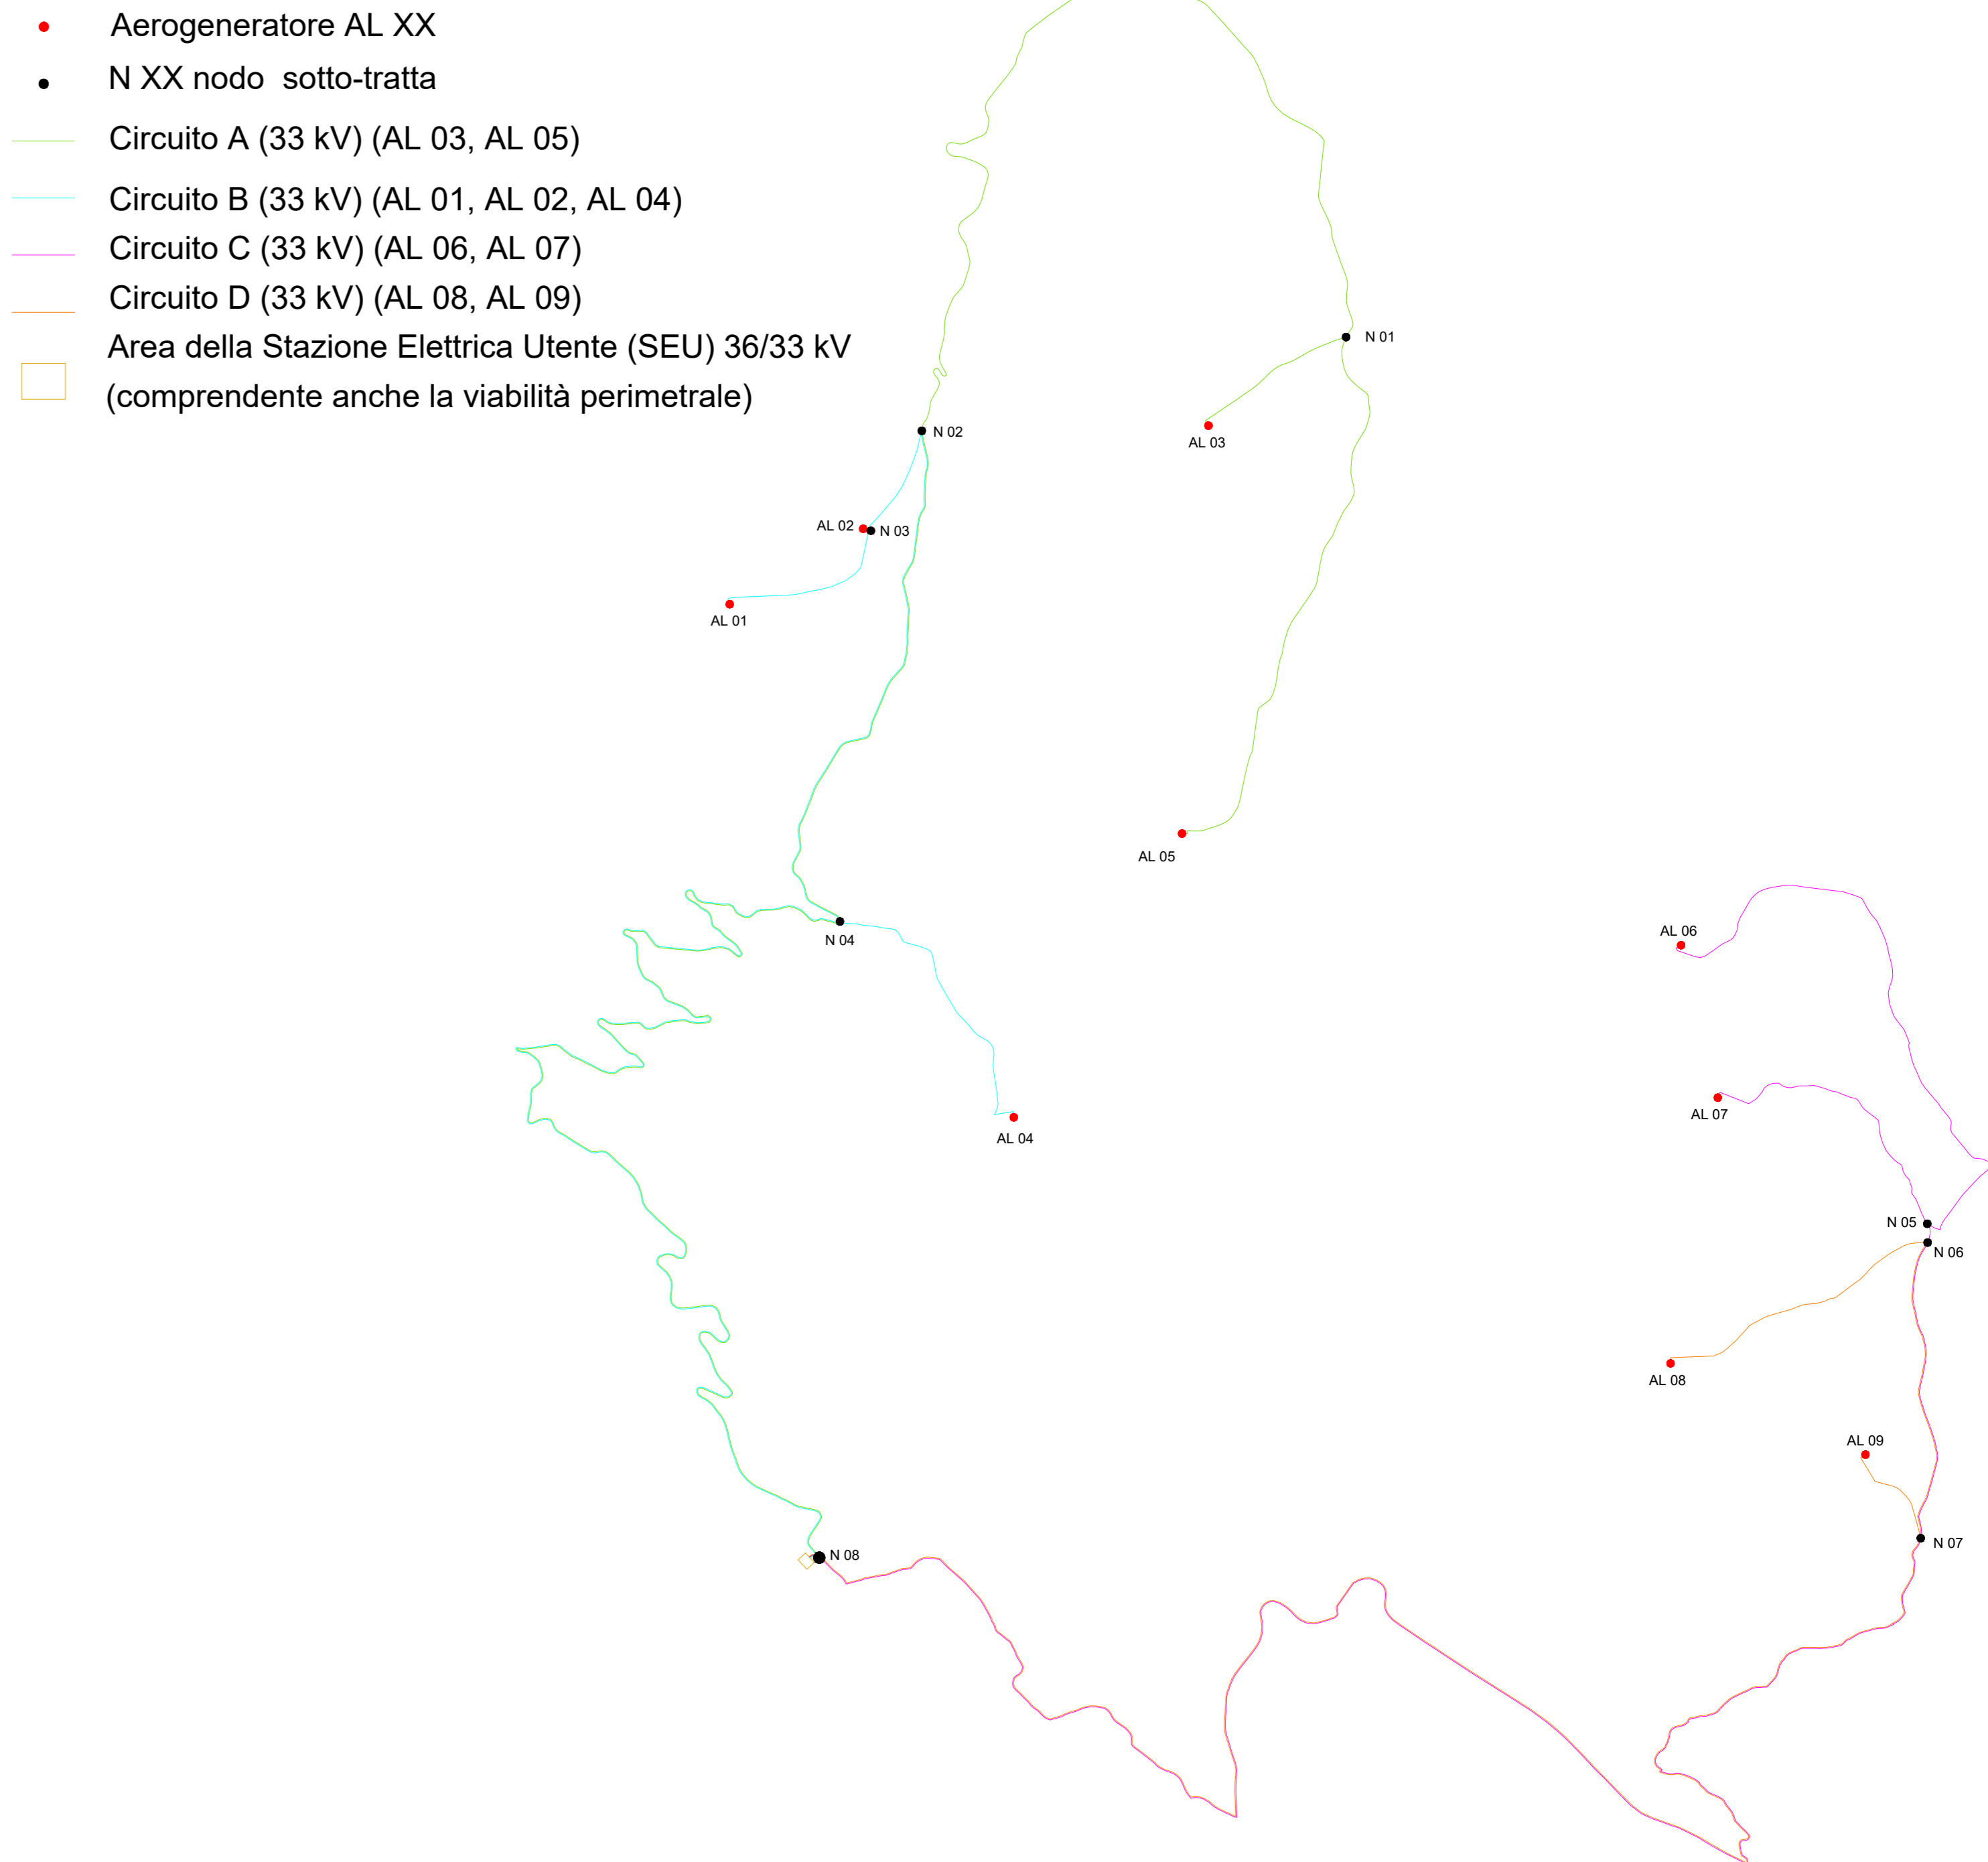 Aerogeneratore AL XX
N XX nodo  sotto-tratta
Circuito A (33 kV) (AL 03, AL 05)
Circuito B (33 kV) (AL 01, AL 02, AL 04)
Circuito C (33 kV) (AL 06, AL 07)
Circuito D (33 kV) (AL 08, AL 09)
Area della Stazione Elettrica Utente (SEU) 36/33 kV
(comprendente anche la viabilità perimetrale)
N 01
N 02
AL 03
AL 02
N 03
AL 01
AL 05
AL 06
N 04
AL 07
AL 04
N 05
N 06
AL 08
AL 09
N 07
N 08